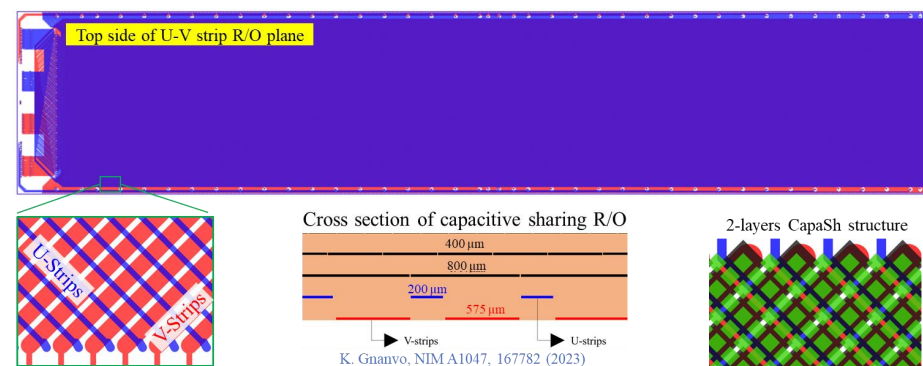 Top side of U-V strip R/O plane
U-Strips
V-Strips
Cross section of capacitive sharing R/O
400 µm
800 µm
200 µm
575 µm
V-strips
U-strips
K. Gnanvo, NIM A1047, 167782 (2023)
2-layers CapaSh structure